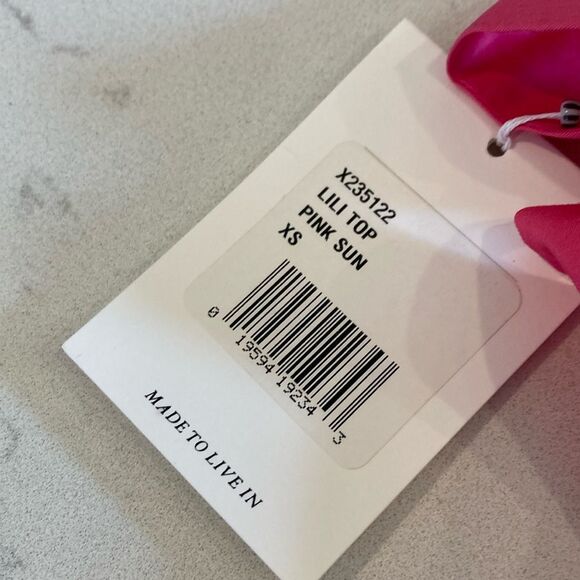 X235122
LILI TOP
PINK SUN
XS
0 19594 19234 3
MADE TO LIVE IN